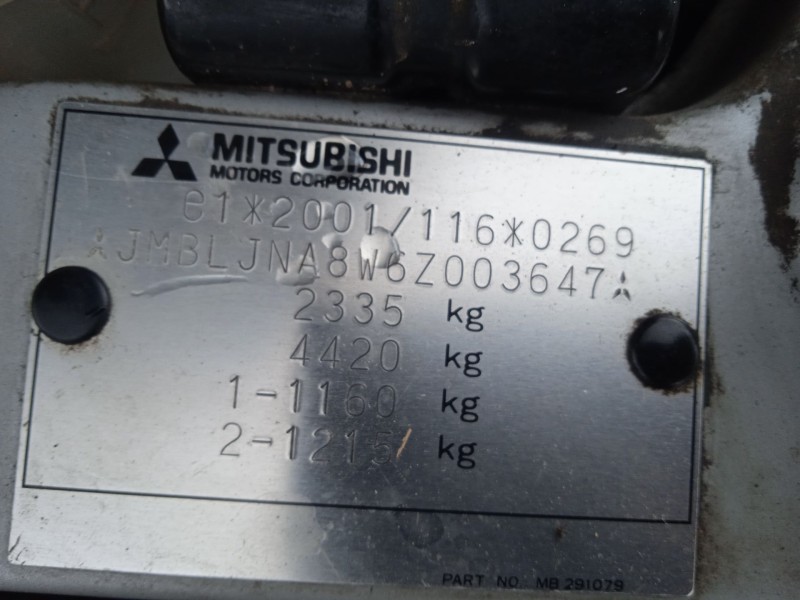 MITSUBISHI
MOTORS CORPORATION
e1*2001/116*0269
JMBLJNA8W6Z003647
2335 kg
4420 kg
1-1160 kg
2-1215 kg
PART NO. MB 291079